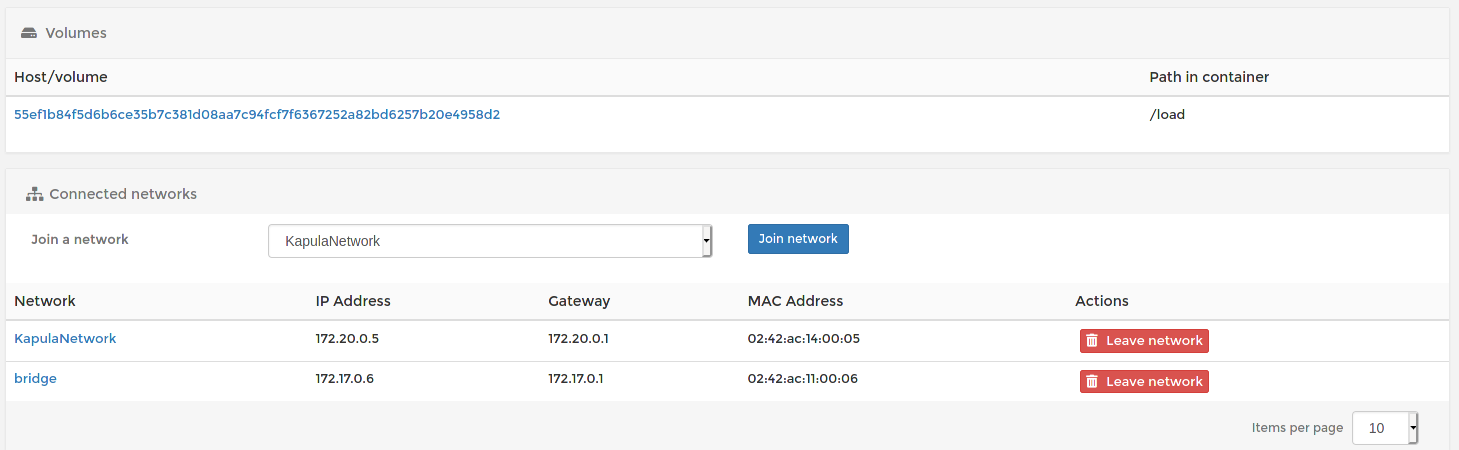 Volumes
Host/volume Path in container
55ef1b84f5d6b6ce35b7c381d08aa7c94fcf7f6367252a82bd6257b20e4958d2 /load
Connected networks
Join a network KapulaNetwork Join network
Network IP Address Gateway MAC Address Actions
KapulaNetwork 172.20.0.5 172.20.0.1 02:42:ac:14:00:05 Leave network
bridge 172.17.0.6 172.17.0.1 02:42:ac:11:00:06 Leave network
Items per page 10